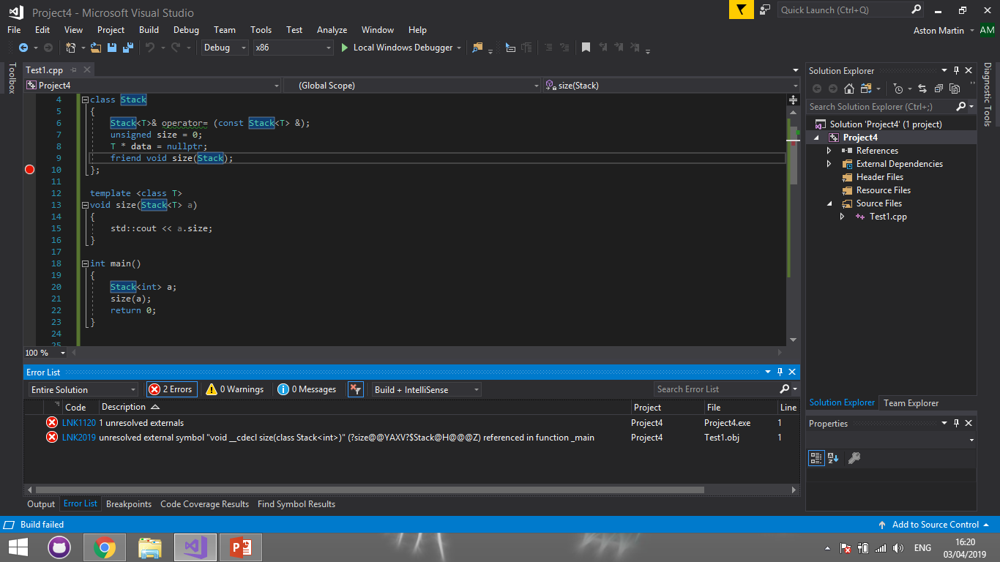 Project4 - Microsoft Visual Studio
Quick Launch (Ctrl+Q)
File Edit View Project Build Debug Team Tools Test Analyze Window Help
Aston Martin AM
Debug x86 Local Windows Debugger
Toolbox
Test1.cpp
Project4 (Global Scope) size(Stack)
4 class Stack
5 {
6 Stack<T>& operator= (const Stack<T> &);
7 unsigned size = 0;
8 T * data = nullptr;
9 friend void size(Stack);
10 };
11
12 template <class T>
13 void size(Stack<T> a)
14 {
15 std::cout << a.size;
16 }
17
18 int main()
19 {
20 Stack<int> a;
21 size(a);
22 return 0;
23 }
24
25
100 %
Error List
Entire Solution 2 Errors 0 Warnings 0 Messages Build + IntelliSense Search Error List
Code Description Project File Line
LNK1120 1 unresolved externals Project4 Project4.exe 1
LNK2019 unresolved external symbol "void __cdecl size(class Stack<int>)" (?size@@YAXV?$Stack@H@@@Z) referenced in function _main Project4 Test1.obj 1
Output Error List Breakpoints Code Coverage Results Find Symbol Results
Solution Explorer
Search Solution Explorer (Ctrl+;)
Solution 'Project4' (1 project)
Project4
References
External Dependencies
Header Files
Resource Files
Source Files
Test1.cpp
Solution Explorer Team Explorer
Properties
Diagnostic Tools
Build failed Add to Source Control
ENG
16:20
03/04/2019